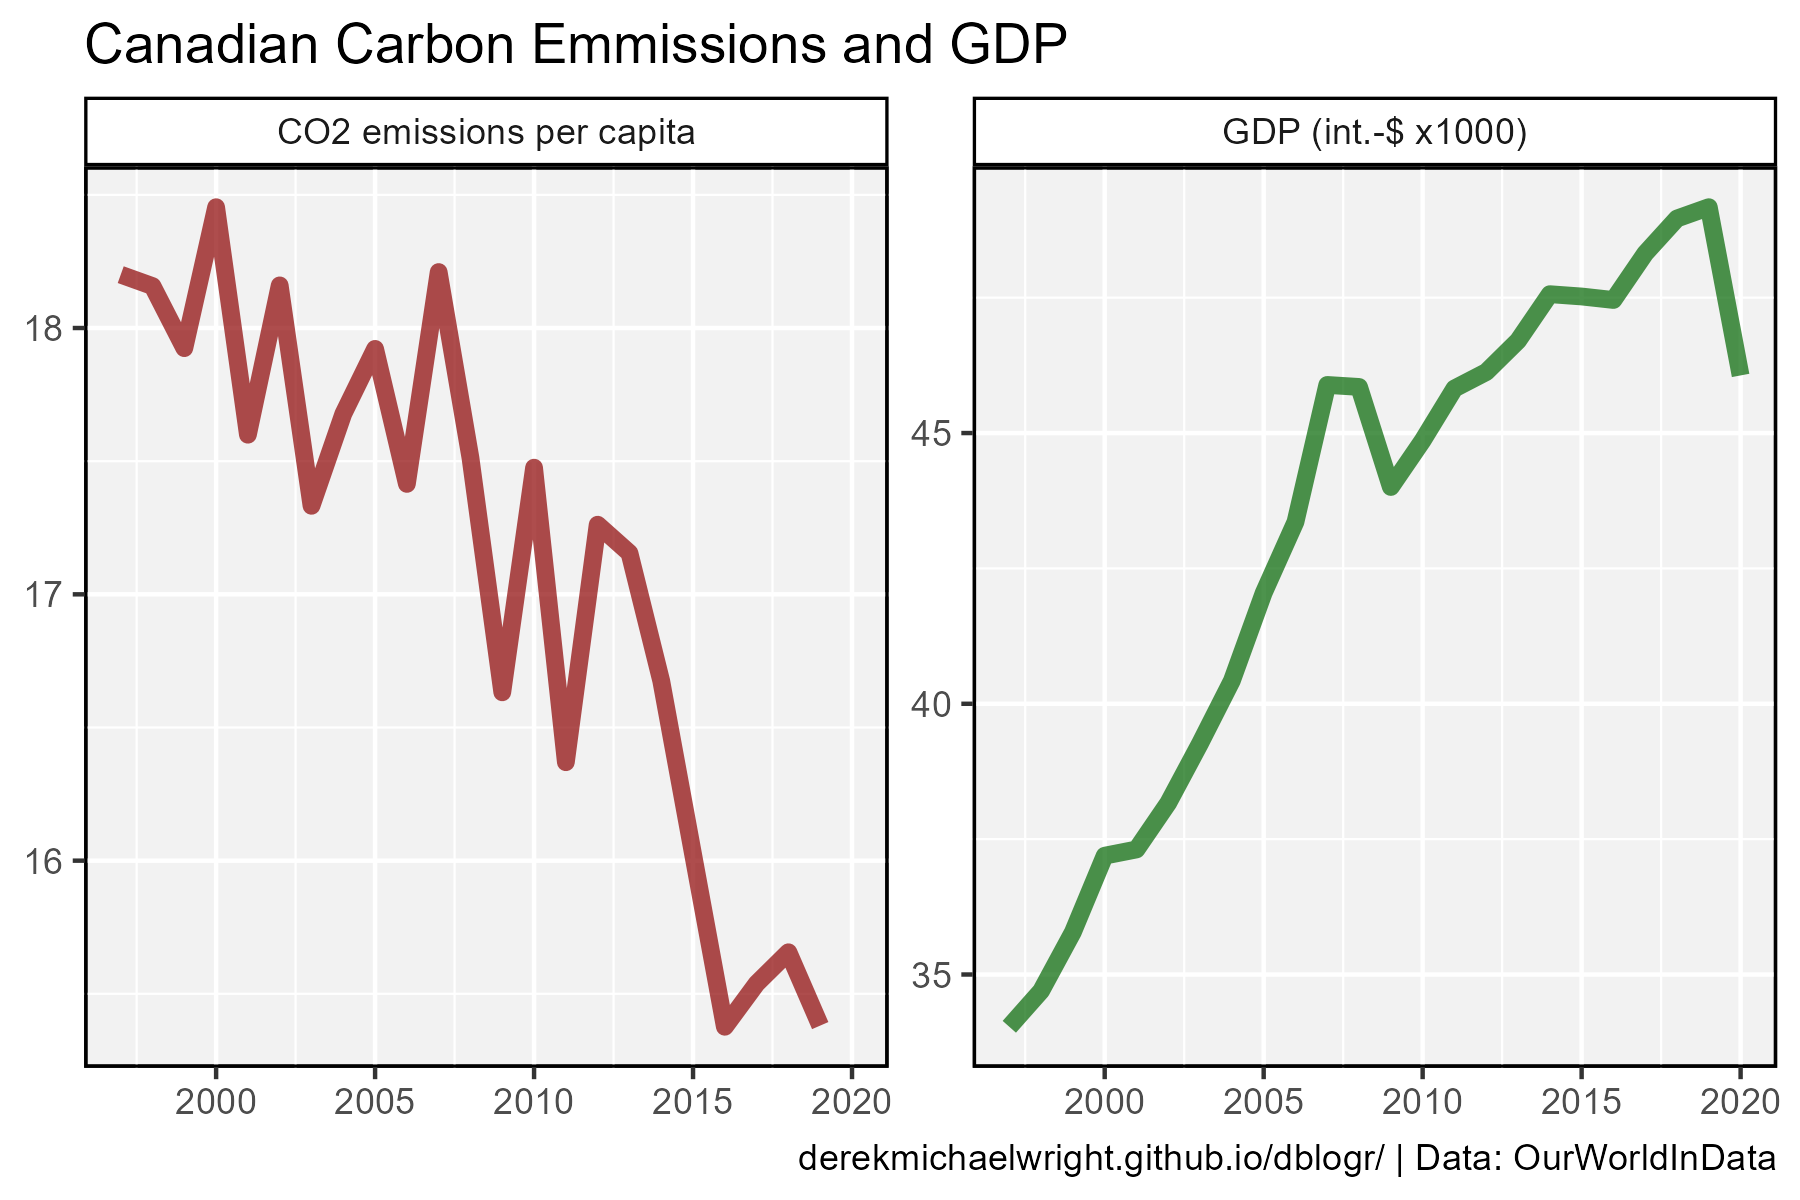 Canadian Carbon Emmissions and GDP
CO2 emissions per capita
18
17
16
2000 2005 2010 2015 2020
GDP (int.-$ x1000)
45
40
35
2000 2005 2010 2015 2020
derekmichaelwright.github.io/dblogr/ | Data: OurWorldInData